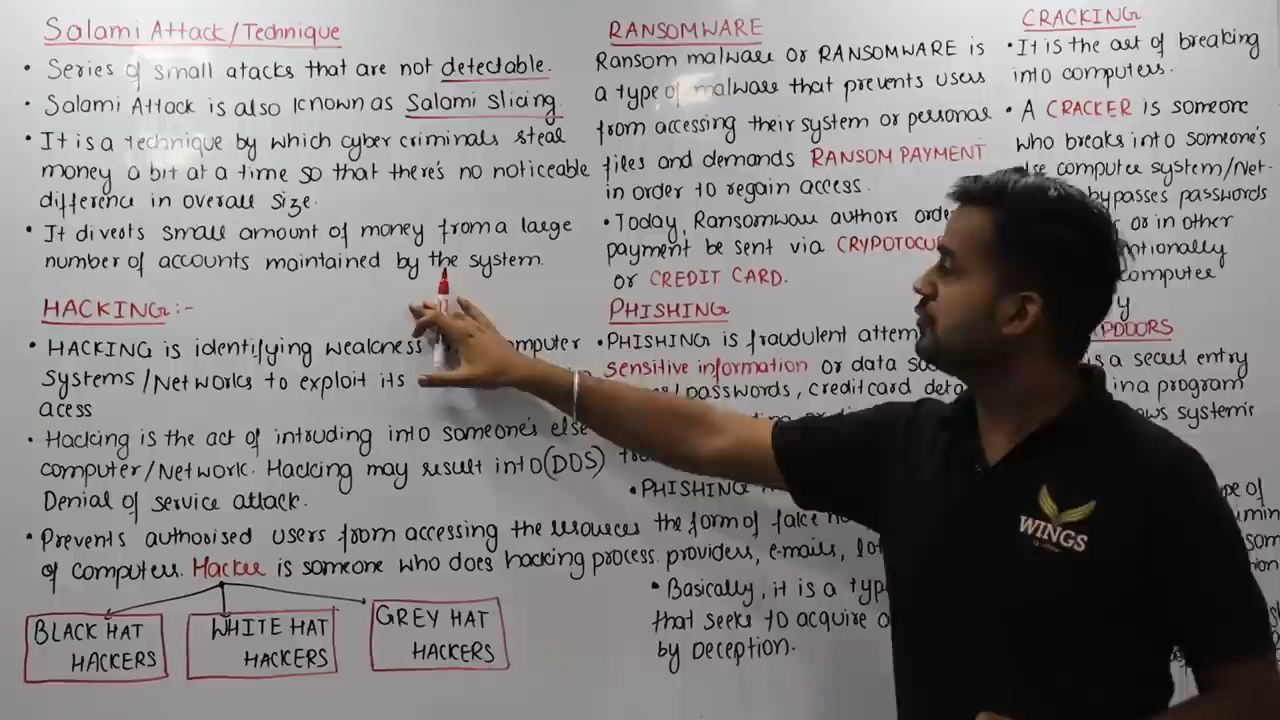 Salami Attack/Technique
• Series of small atacks that are not detectable.
• Salami Attack is also known as Salami slicing.
• It is a technique by which cyber criminals steal
money a bit at a time so that there's no noticeable
difference in overall size.
• It diverts small amount of money from a large
number of accounts maintained by the system.
HACKING:-
• HACKING is identifying weakness computer
systems/Networks to exploit its
acess
• Hacking is the act of intruding into someone's else
computer/Network. Hacking may result into (DOS)
Denial of service attack.
• Prevents authorised users from accessing the resources
of computers. Hacker is someone who does hacking process.
BLACK HAT
HACKERS
WHITE HAT
HACKERS
GREY HAT
HACKERS
RANSOMWARE
Ransom malware or RANSOMWARE is
a type of malware that prevents users
from accessing their system or personal
files and demands RANSOM PAYMENT
in order to regain access.
• Today, Ransomware authors
payment be sent via
or CREDIT CARD.
PHISHING
• PHISHING is fraudulent
sensitive information or data
passwords, credit card
• PHISHING
the form of fake
providers, e-mails,
• Basically, it is a
that seeks to acquire
by Deception.
CRACKING
• It is the act of breaking
into computers.
• A CRACKER is someone
who breaks into someone's
else computer system/Net-
bypasses passwords
or in other
computer
is a secret entry
in a program
system's
WINGS